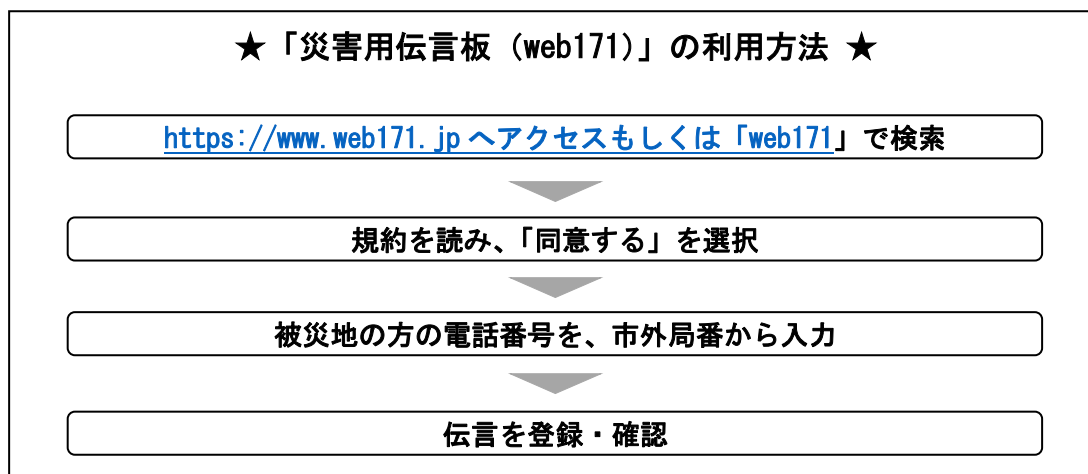 ★「災害用伝言板（web171）」の利用方法 ★
https://www.web171.jp へアクセスもしくは「web171」で検索
規約を読み、「同意する」を選択
被災地の方の電話番号を、市外局番から入力
伝言を登録・確認